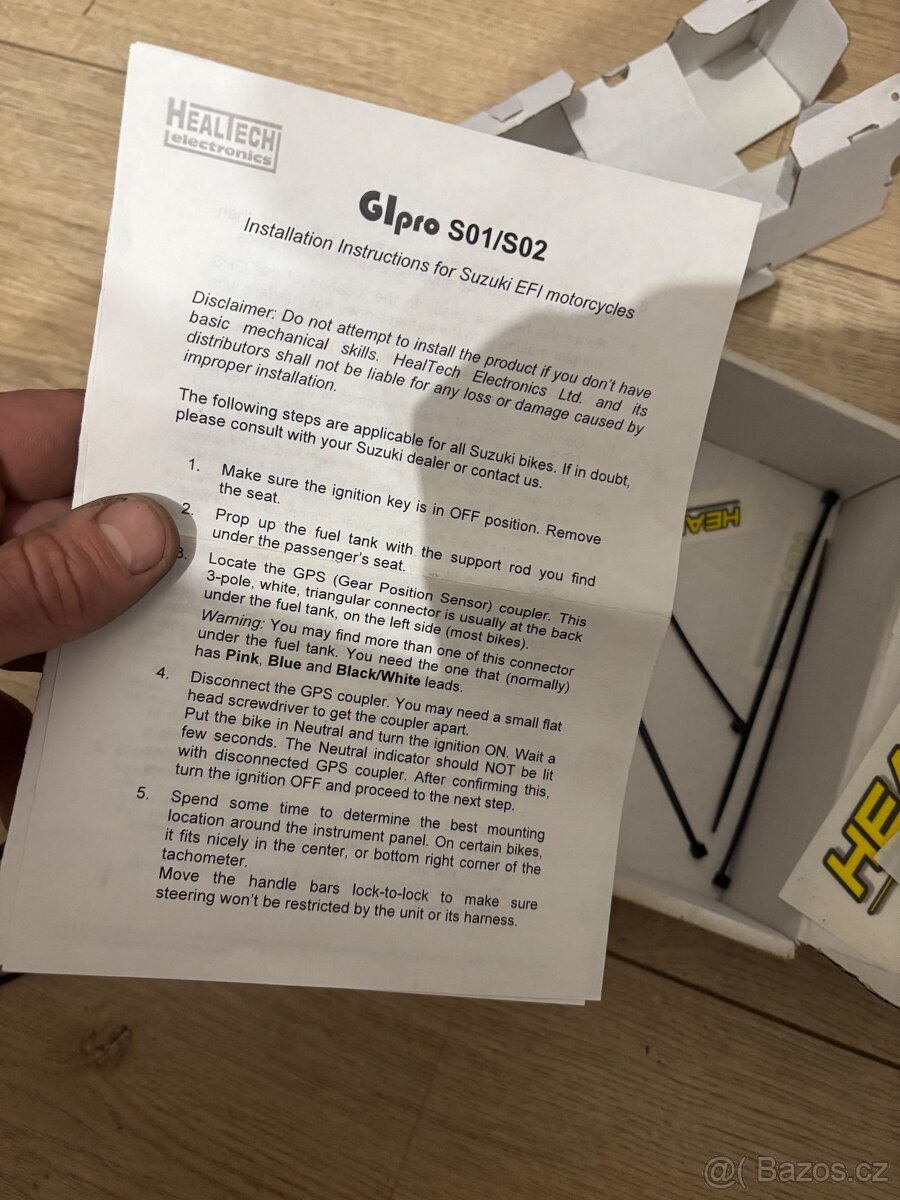 HEALTECH
electronics
GIpro S01/S02
Installation Instructions for Suzuki EFI motorcycles
Disclaimer: Do not attempt to install the product if you don't have
basic mechanical skills. HealTech Electronics Ltd. and its
distributors shall not be liable for any loss or damage caused by
improper installation.
The following steps are applicable for all Suzuki bikes. If in doubt,
please consult with your Suzuki dealer or contact us.
1. Make sure the ignition key is in OFF position. Remove
the seat.
2. Prop up the fuel tank with the support rod you find
under the passenger's seat.
3. Locate the GPS (Gear Position Sensor) coupler. This
3-pole, white, triangular connector is usually at the back
under the fuel tank, on the left side (most bikes).
Warning: You may find more than one of this connector
under the fuel tank. You need the one that (normally)
has Pink, Blue and Black/White leads.
4. Disconnect the GPS coupler. You may need a small flat
head screwdriver to get the coupler apart.
Put the bike in Neutral and turn the ignition ON. Wait a
few seconds. The Neutral indicator should NOT be lit
with disconnected GPS coupler. After confirming this,
turn the ignition OFF and proceed to the next step.
5. Spend some time to determine the best mounting
location around the instrument panel. On certain bikes,
it fits nicely in the center, or bottom right corner of the
tachometer.
Move the handle bars lock-to-lock to make sure
steering won't be restricted by the unit or its harness.
HEA
HEA
@( Bazos.cz